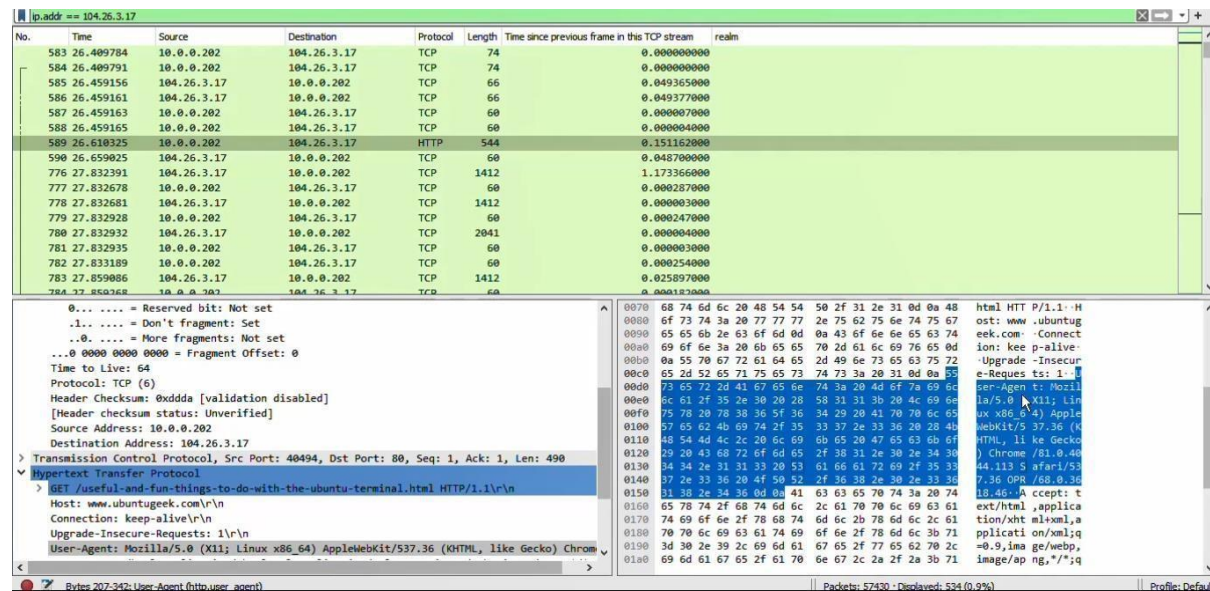 ip.addr == 104.26.3.17
No. Time Source Destination Protocol Length Time since previous frame in this TCP stream realm
583 26.409784 10.0.0.202 104.26.3.17 TCP 74 0.000000000
584 26.409791 10.0.0.202 104.26.3.17 TCP 74 0.000000000
585 26.459156 104.26.3.17 10.0.0.202 TCP 66 0.049365000
586 26.459161 104.26.3.17 10.0.0.202 TCP 66 0.049377000
587 26.459163 10.0.0.202 104.26.3.17 TCP 60 0.000007000
588 26.459165 10.0.0.202 104.26.3.17 TCP 60 0.000004000
589 26.610325 10.0.0.202 104.26.3.17 HTTP 544 0.151162000
590 26.659025 104.26.3.17 10.0.0.202 TCP 60 0.048700000
776 27.832391 104.26.3.17 10.0.0.202 TCP 1412 1.173366000
777 27.832678 10.0.0.202 104.26.3.17 TCP 60 0.000287000
778 27.832681 104.26.3.17 10.0.0.202 TCP 1412 0.000003000
779 27.832928 10.0.0.202 104.26.3.17 TCP 60 0.000247000
780 27.832932 104.26.3.17 10.0.0.202 TCP 2041 0.000004000
781 27.832935 10.0.0.202 104.26.3.17 TCP 60 0.000003000
782 27.833189 10.0.0.202 104.26.3.17 TCP 60 0.000254000
783 27.859086 104.26.3.17 10.0.0.202 TCP 1412 0.025897000
784 27.859268 10.0.0.202 104.26.3.17 TCP 60 0.000182000
0... .... = Reserved bit: Not set
.1.. .... = Don't fragment: Set
..0. .... = More fragments: Not set
...0 0000 0000 0000 = Fragment Offset: 0
Time to Live: 64
Protocol: TCP (6)
Header Checksum: 0xddda [validation disabled]
[Header checksum status: Unverified]
Source Address: 10.0.0.202
Destination Address: 104.26.3.17
Transmission Control Protocol, Src Port: 40494, Dst Port: 80, Seq: 1, Ack: 1, Len: 490
Hypertext Transfer Protocol
GET /useful-and-fun-things-to-do-with-the-ubuntu-terminal.html HTTP/1.1\r\n
Host: www.ubuntugeek.com\r\n
Connection: keep-alive\r\n
Upgrade-Insecure-Requests: 1\r\n
User-Agent: Mozilla/5.0 (X11; Linux x86_64) AppleWebKit/537.36 (KHTML, like Gecko) Chrom
0070 68 74 6d 6c 20 48 54 54 50 2f 31 2e 31 0d 0a 48 html HTT P/1.1··H
0080 6f 73 74 3a 20 77 77 77 2e 75 62 75 6e 74 75 67 ost: www .ubuntug
0090 65 65 6b 2e 63 6f 6d 0d 0a 43 6f 6e 6e 65 63 74 eek.com· ·Connect
00a0 69 6f 6e 3a 20 6b 65 65 70 2d 61 6c 69 76 65 0d ion: kee p-alive·
00b0 0a 55 70 67 72 61 64 65 2d 49 6e 73 65 63 75 72 ·Upgrade -Insecur
00c0 65 2d 52 65 71 75 65 73 74 73 3a 20 31 0d 0a 55 e-Reques ts: 1··U
00d0 73 65 72 2d 41 67 65 6e 74 3a 20 4d 6f 7a 69 6c ser-Agen t: Mozil
00e0 6c 61 2f 35 2e 30 20 28 58 31 31 3b 20 4c 69 6e la/5.0 ( X11; Lin
00f0 75 78 20 78 38 36 5f 36 34 29 20 41 70 70 6c 65 ux x86_6 4) Apple
0100 57 65 62 4b 69 74 2f 35 33 37 2e 33 36 20 28 4b WebKit/5 37.36 (K
0110 48 54 4d 4c 2c 20 6c 69 6b 65 20 47 65 63 6b 6f HTML, li ke Gecko
0120 29 20 43 68 72 6f 6d 65 2f 38 31 2e 30 2e 34 30 ) Chrome /81.0.40
0130 34 34 2e 31 31 33 20 53 61 66 61 72 69 2f 35 33 44.113 S afari/53
0140 37 2e 33 36 20 4f 50 52 2f 36 38 2e 30 2e 33 36 7.36 OPR /68.0.36
0150 31 38 2e 34 36 0d 0a 41 63 63 65 70 74 3a 20 74 18.46··A ccept: t
0160 65 78 74 2f 68 74 6d 6c 2c 61 70 70 6c 69 63 61 ext/html ,applica
0170 74 69 6f 6e 2f 78 68 74 6d 6c 2b 78 6d 6c 2c 61 tion/xht ml+xml,a
0180 70 70 6c 69 63 61 74 69 6f 6e 2f 78 6d 6c 3b 71 pplicati on/xml;q
0190 3d 30 2e 39 2c 69 6d 61 67 65 2f 77 65 62 70 2c =0.9,ima ge/webp,
01a0 69 6d 61 67 65 2f 61 70 6e 67 2c 2a 2f 2a 3b 71 image/ap ng,*/*;q
Bytes 207-342: User-Agent (http.user_agent)
Packets: 57430 · Displayed: 534 (0.9%)
Profile: Defau